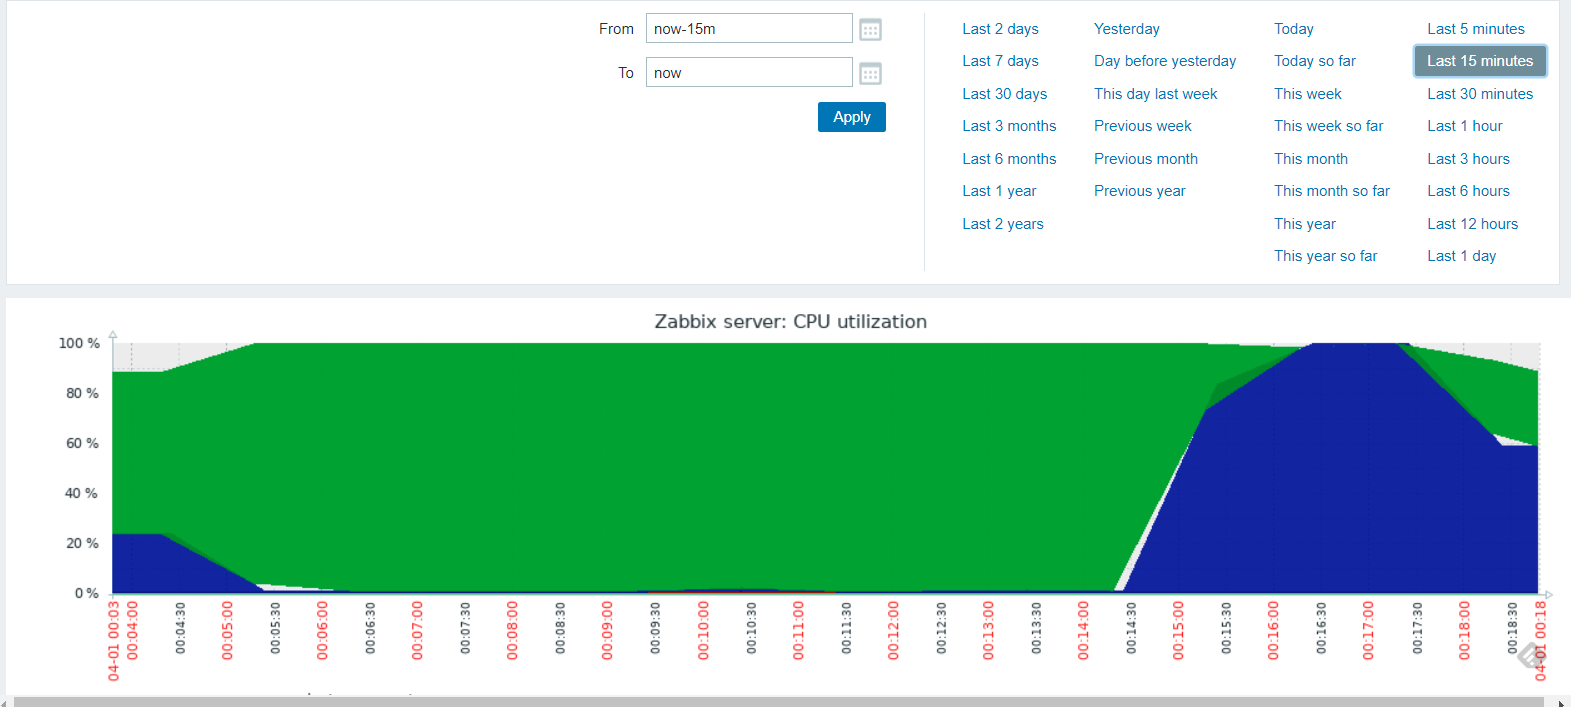 From now-15m
To now
Apply
Last 2 days Yesterday Today Last 5 minutes
Last 7 days Day before yesterday Today so far Last 15 minutes
Last 30 days This day last week This week Last 30 minutes
Last 3 months Previous week This week so far Last 1 hour
Last 6 months Previous month This month Last 3 hours
Last 1 year Previous year This month so far Last 6 hours
Last 2 years This year Last 12 hours
This year so far Last 1 day
Zabbix server: CPU utilization
100 %
80 %
60 %
40 %
20 %
0 %
04-01 00:03 00:04:00 00:04:30 00:05:00 00:05:30 00:06:00 00:06:30 00:07:00 00:07:30 00:08:00 00:08:30 00:09:00 00:09:30 00:10:00 00:10:30 00:11:00 00:11:30 00:12:00 00:12:30 00:13:00 00:13:30 00:14:00 00:14:30 00:15:00 00:15:30 00:16:00 00:16:30 00:17:00 00:17:30 00:18:00 00:18:30 04-01 00:18